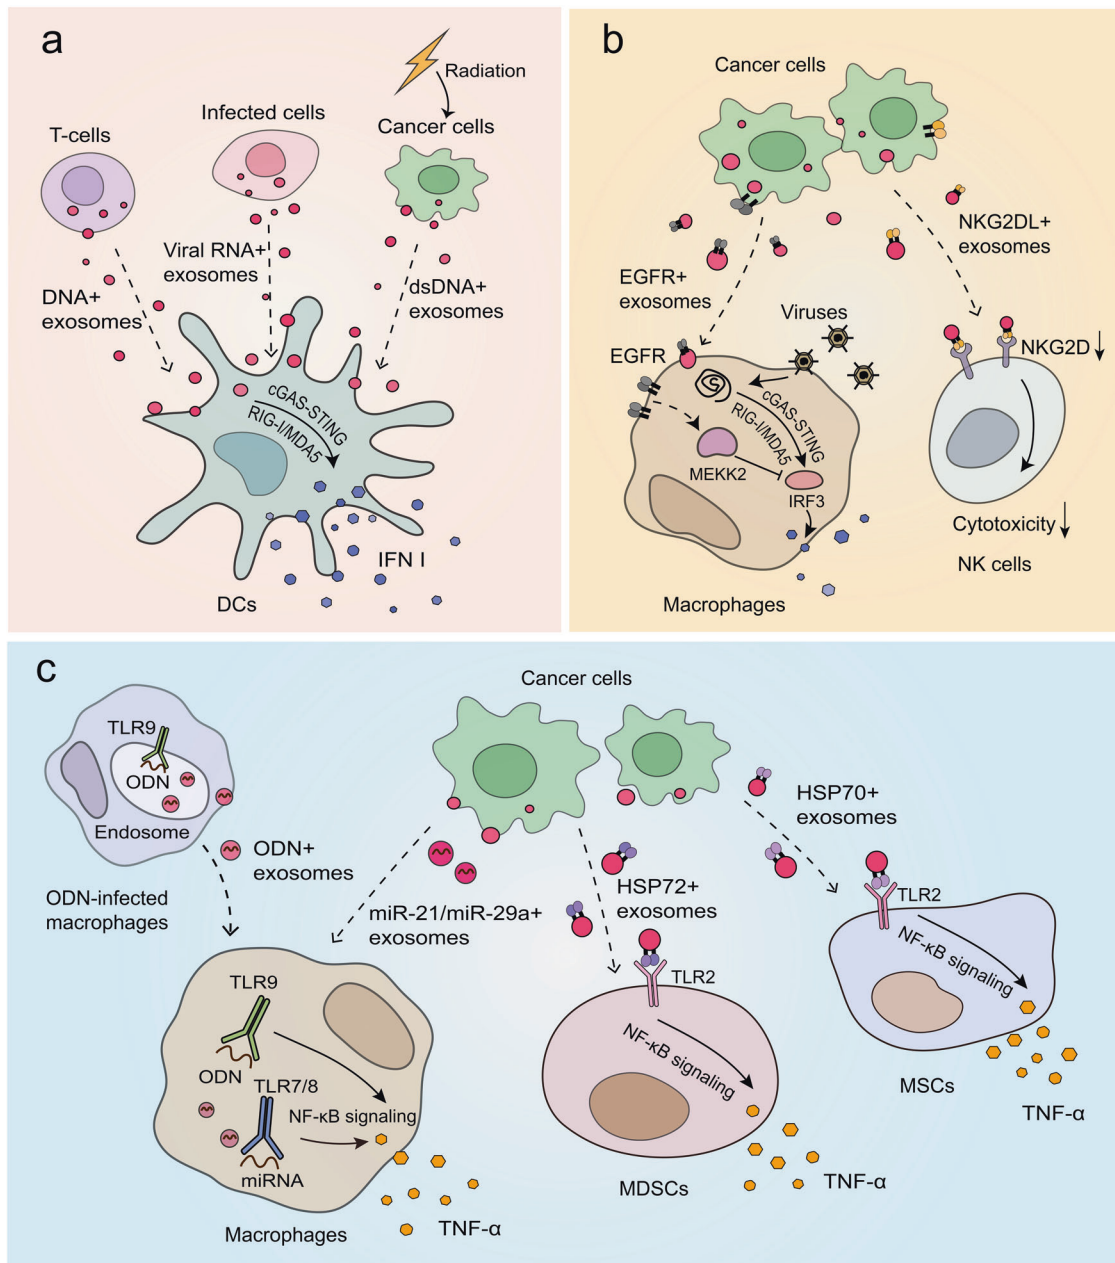 a
Radiation
T-cells
Infected cells
Cancer cells
Viral RNA+
exosomes
DNA+
exosomes
dsDNA+
exosomes
cGAS-STING
RIG-I/MDA5
IFN I
DCs
b
Cancer cells
NKG2DL+
exosomes
EGFR+
exosomes
Viruses
EGFR
NKG2D
cGAS-STING
RIG-I/MDA5
MEKK2
IRF3
Cytotoxicity
NK cells
Macrophages
c
Cancer cells
TLR9
ODN
Endosome
ODN+
exosomes
ODN-infected
macrophages
miR-21/miR-29a+
exosomes
HSP72+
exosomes
HSP70+
exosomes
TLR2
NF-κB signaling
MSCs
TNF-α
TLR2
NF-κB signaling
MDSCs
TNF-α
TLR9
ODN
TLR7/8
NF-κB signaling
miRNA
Macrophages
TNF-α